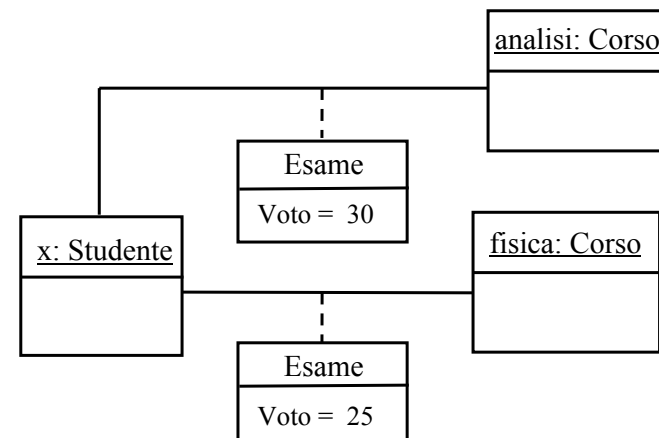 analisi: Corso
Esame
Voto = 30
x: Studente
fisica: Corso
Esame
Voto = 25